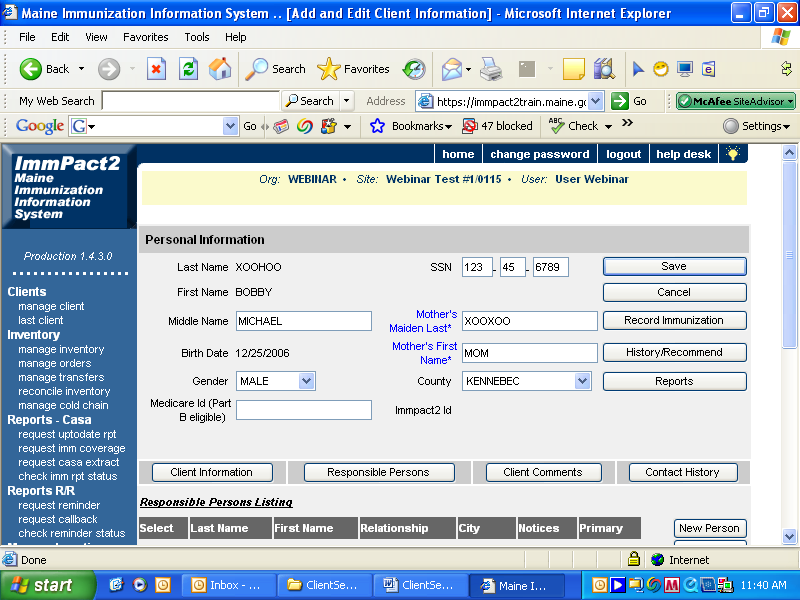 Maine Immunization Information System .. [Add and Edit Client Information] - Microsoft Internet Explorer
File Edit View Favorites Tools Help
Back Search Favorites
My Web Search Search Address https://immpact2train.maine.gc Go McAfee SiteAdvisor
Google G Go Bookmarks 47 blocked ABC Check » Settings
home change password logout help desk
ImmPact2
Maine
Immunization
Information
System
Org: WEBINAR • Site: Webinar Test #1/0115 • User: User Webinar
Production 1.4.3.0
Clients
manage client
last client
Inventory
manage inventory
manage orders
manage transfers
reconcile inventory
manage cold chain
Reports - Casa
request uptodate rpt
request imm coverage
request casa extract
check imm rpt status
Reports R/R
request reminder
request callback
check reminder status
Personal Information
Last Name XOOHOO SSN 123 - 45 - 6789 Save
First Name BOBBY Cancel
Middle Name MICHAEL Mother's Maiden Last* XOOXOO Record Immunization
Birth Date 12/25/2006 Mother's First Name* MOM History/Recommend
Gender MALE County KENNEBEC Reports
Medicare Id (Part B eligible) Immpact2 Id
Client Information Responsible Persons Client Comments Contact History
Responsible Persons Listing
Select Last Name First Name Relationship City Notices Primary New Person
Done Internet
start Inbox - ... ClientSe... ClientSe... Maine I... 11:40 AM